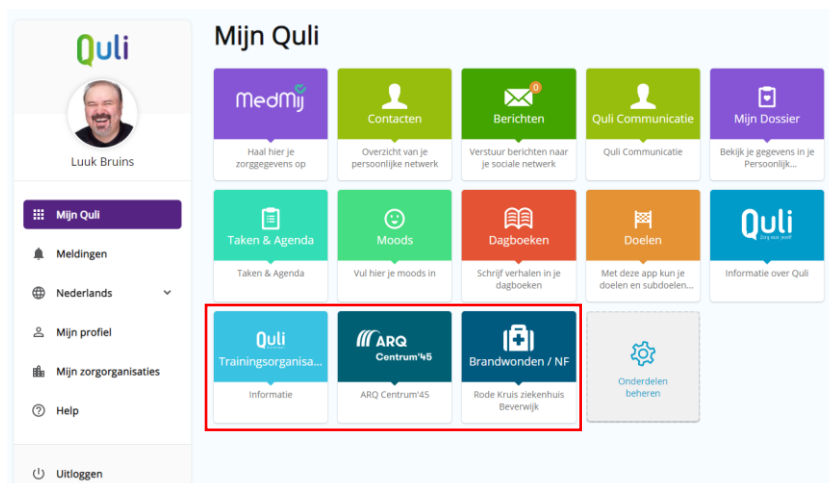 Quli
Luuk Bruins
Mijn Quli
Meldingen
Nederlands
Mijn profiel
Mijn zorgorganisaties
Help
Uitloggen
Mijn Quli
MedMij
Haal hier je
zorggegevens op
Contacten
Overzicht van je
persoonlijke netwerk
0
Berichten
Verstuur berichten naar
je sociale netwerk
Quli Communicatie
Quli Communicatie
Mijn Dossier
Bekijk je gegevens in je
Persoonlijk...
Taken & Agenda
Taken & Agenda
Moods
Vul hier je moods in
Dagboeken
Schrijf verhalen in je
dagboeken
Doelen
Met deze app kun je
doelen en subdoelen...
Quli
Zorg voor jezelf
Informatie over Quli
Quli
Trainingsorganisa...
Informatie
ARQ
Centrum'45
ARQ Centrum'45
Brandwonden / NF
Rode Kruis ziekenhuis
Beverwijk
Onderdelen
beheren